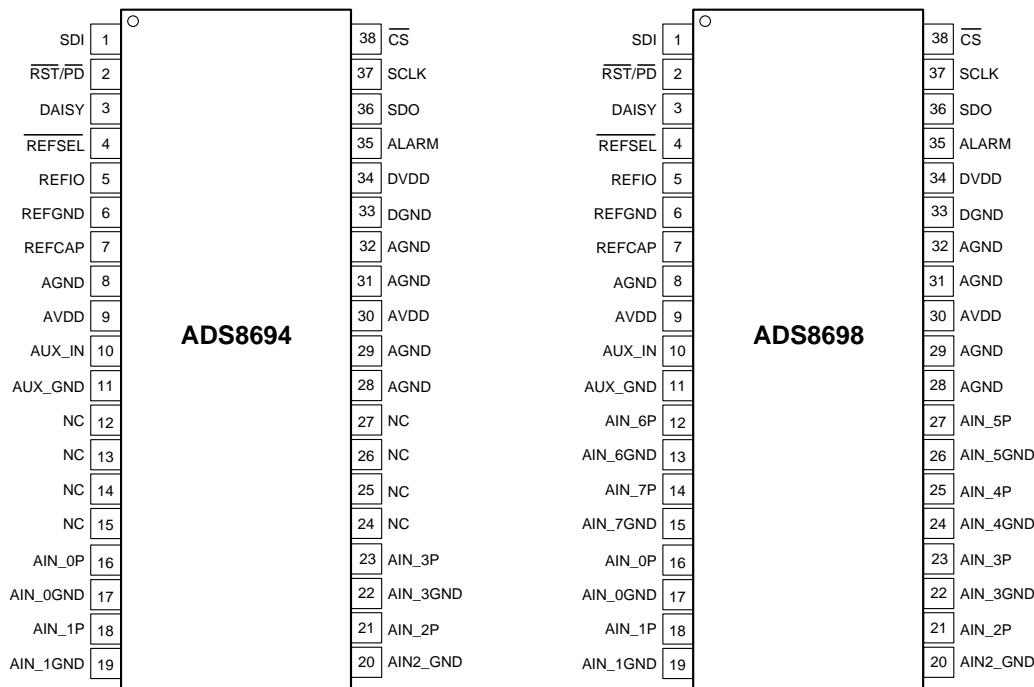 SDI 1
RST/PD 2
DAISY 3
REFSEL 4
REFIO 5
REFGND 6
REFCAP 7
AGND 8
AVDD 9
AUX_IN 10
AUX_GND 11
NC 12
NC 13
NC 14
NC 15
AIN_0P 16
AIN_0GND 17
AIN_1P 18
AIN_1GND 19
ADS8694
38 CS
37 SCLK
36 SDO
35 ALARM
34 DVDD
33 DGND
32 AGND
31 AGND
30 AVDD
29 AGND
28 AGND
27 NC
26 NC
25 NC
24 NC
23 AIN_3P
22 AIN_3GND
21 AIN_2P
20 AIN2_GND
SDI 1
RST/PD 2
DAISY 3
REFSEL 4
REFIO 5
REFGND 6
REFCAP 7
AGND 8
AVDD 9
AUX_IN 10
AUX_GND 11
AIN_6P 12
AIN_6GND 13
AIN_7P 14
AIN_7GND 15
AIN_0P 16
AIN_0GND 17
AIN_1P 18
AIN_1GND 19
ADS8698
38 CS
37 SCLK
36 SDO
35 ALARM
34 DVDD
33 DGND
32 AGND
31 AGND
30 AVDD
29 AGND
28 AGND
27 AIN_5P
26 AIN_5GND
25 AIN_4P
24 AIN_4GND
23 AIN_3P
22 AIN_3GND
21 AIN_2P
20 AIN2_GND